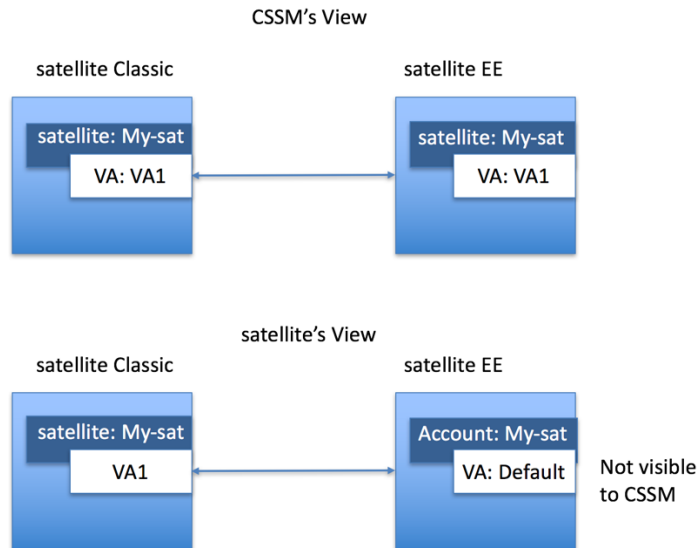 CSSM's View
satellite Classic
satellite EE
satellite: My-sat
VA: VA1
satellite: My-sat
VA: VA1
satellite's View
satellite Classic
satellite EE
satellite: My-sat
VA1
Account: My-sat
VA: Default
Not visible
to CSSM